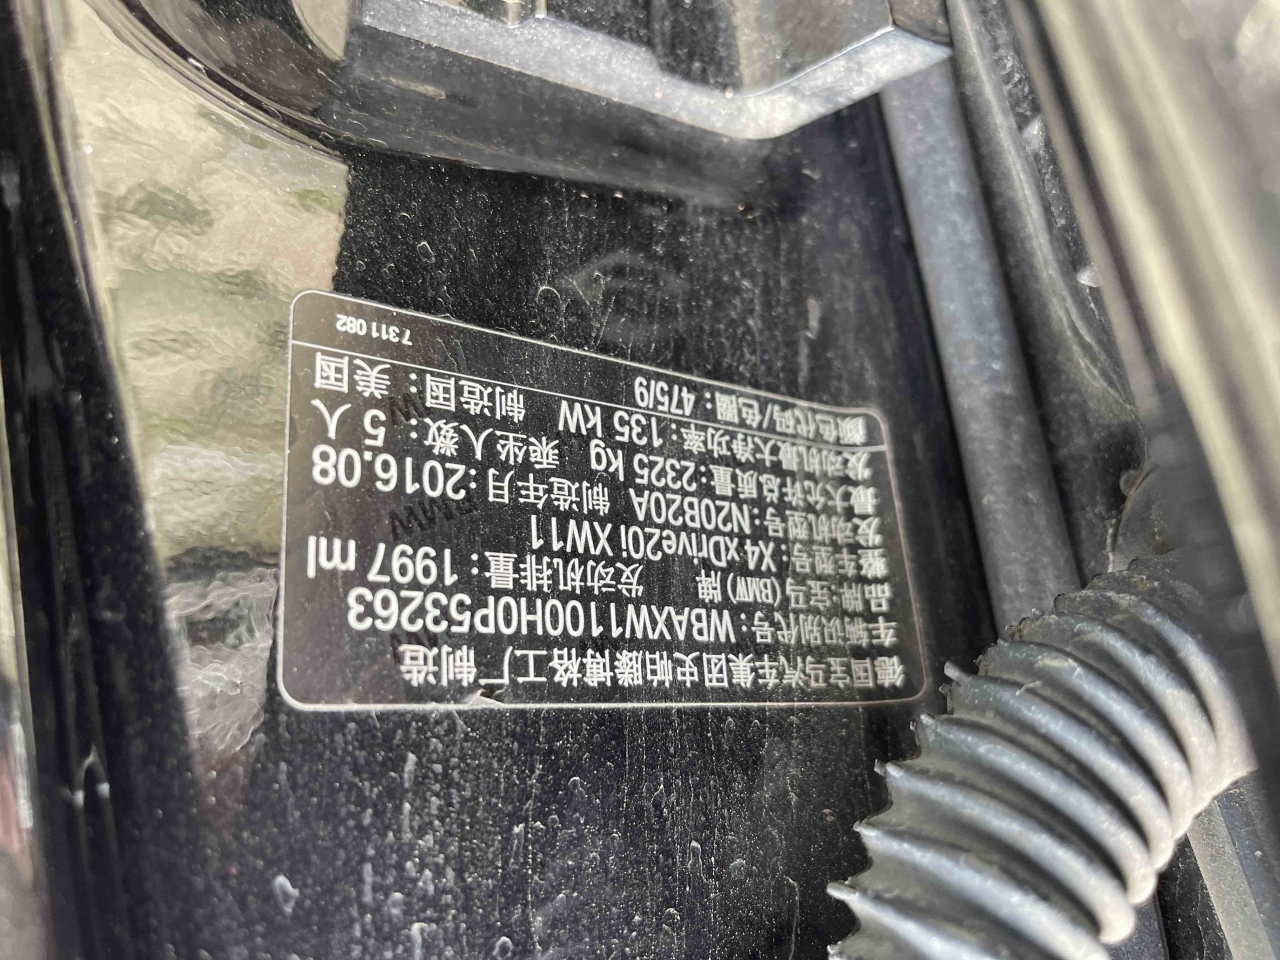 德国宝马汽车集团史帕滕博格工厂 制造
车辆识别代号：WBAXW1100H0P53263
品牌：宝马(BMW)牌 发动机排量：1997 ml
整车型号：X4 xDrive20i XW11
发动机型号：N20B20A 制造年月：2016.08
最大允许总质量：2325 kg 乘坐人数：5 人
发动机最大净功率：135 kW 制造国：美国
颜色代码/色圈：475/9
7 311 082